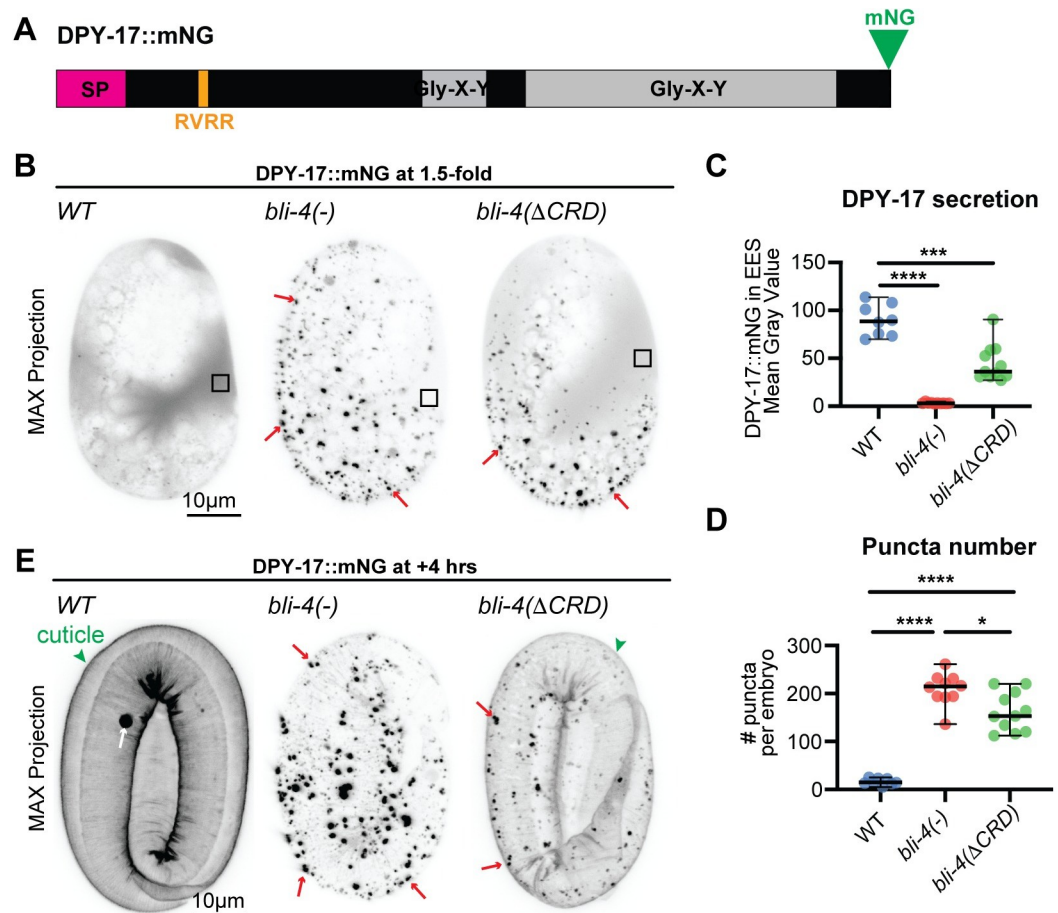 A
DPY-17::mNG
mNG
SP
Gly-X-Y
Gly-X-Y
RVRR
B
DPY-17::mNG at 1.5-fold
WT
bli-4(-)
bli-4(ΔCRD)
MAX Projection
10µm
C
DPY-17 secretion
DPY-17::mNG in EES
Mean Gray Value
150
100
50
0
***
****
WT
bli-4(-)
bli-4(ΔCRD)
D
Puncta number
# puncta
per embryo
300
200
100
0
****
****
*
WT
bli-4(-)
bli-4(ΔCRD)
E
DPY-17::mNG at +4 hrs
WT
bli-4(-)
bli-4(ΔCRD)
cuticle
MAX Projection
10µm